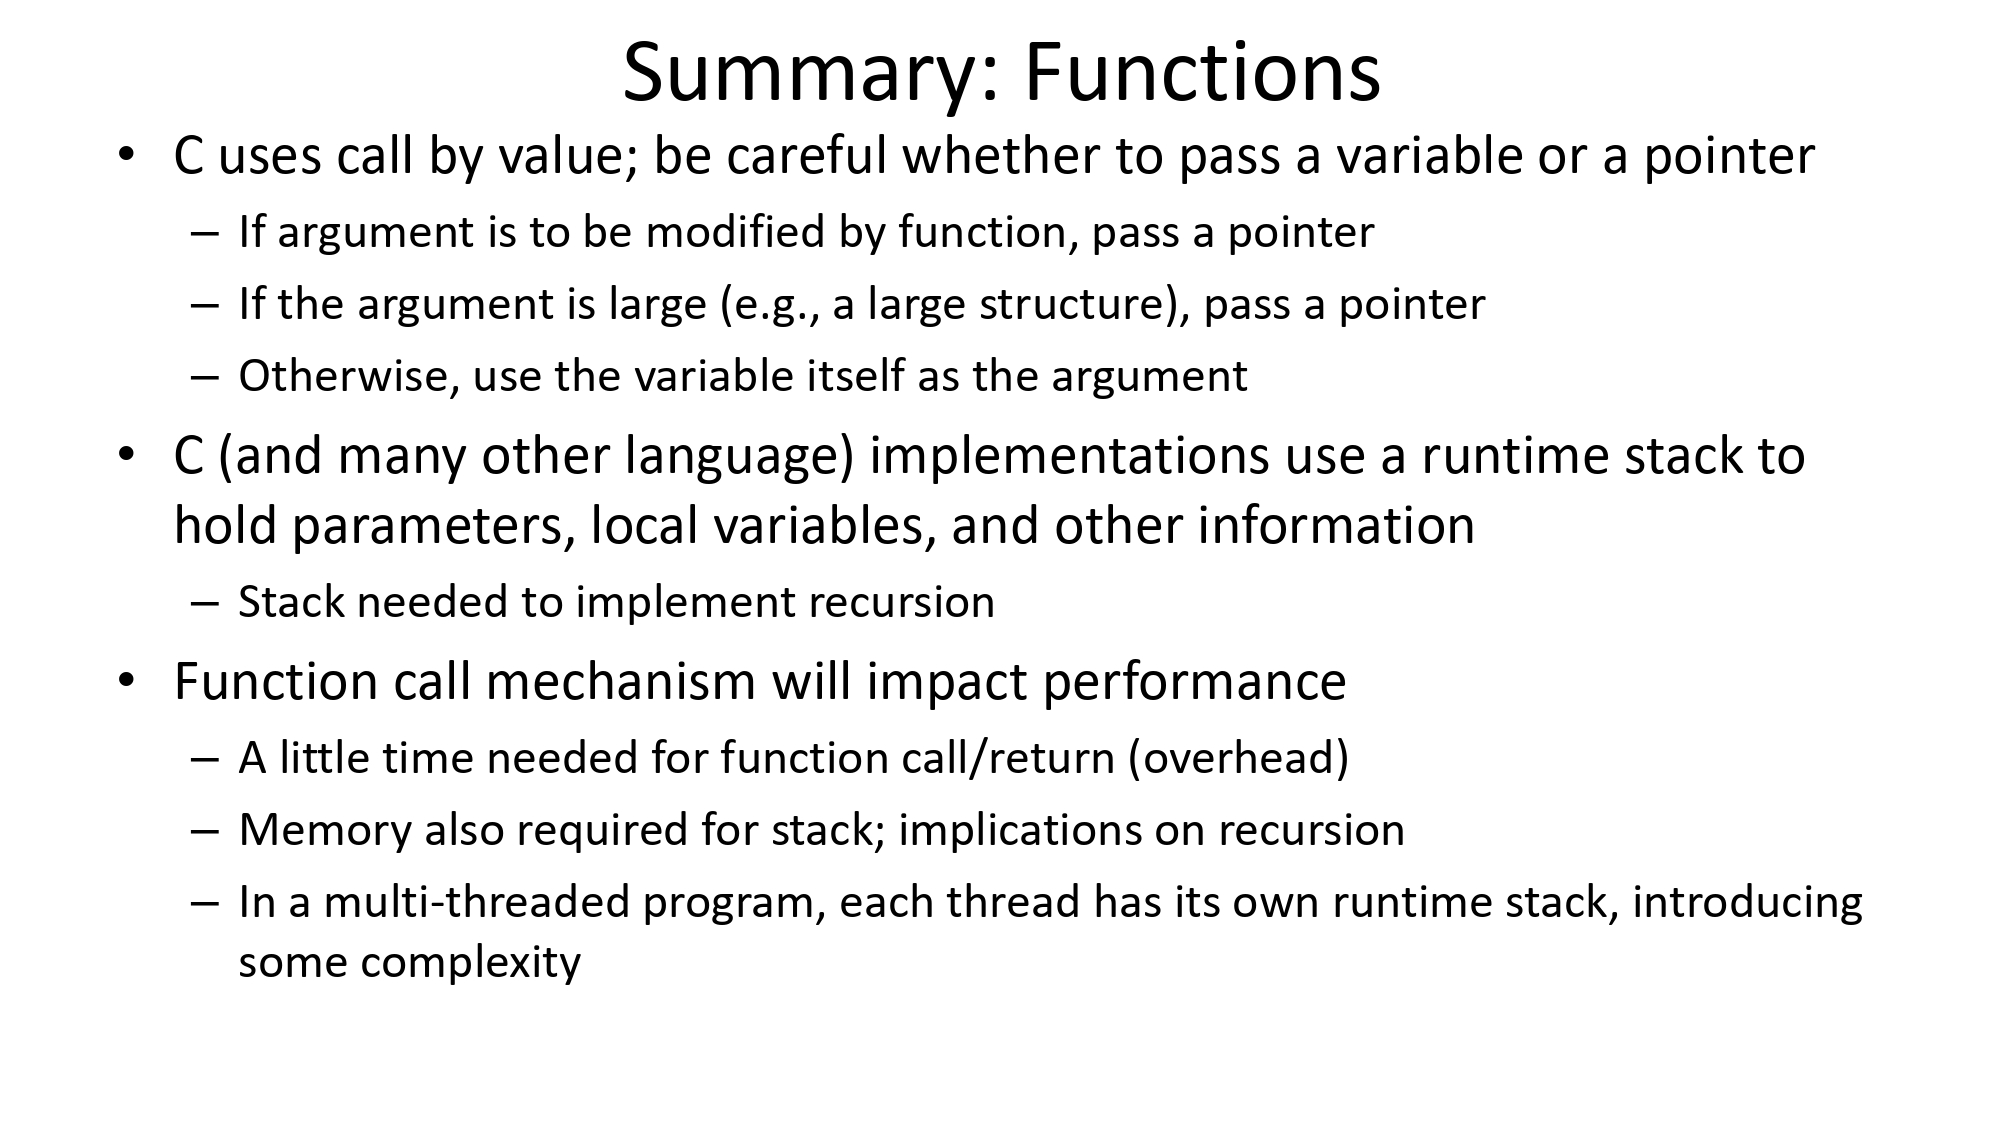 Summary: Functions
• C uses call by value; be careful whether to pass a variable or a pointer
– If argument is to be modified by function, pass a pointer
– If the argument is large (e.g., a large structure), pass a pointer
– Otherwise, use the variable itself as the argument
• C (and many other language) implementations use a runtime stack to
hold parameters, local variables, and other information
– Stack needed to implement recursion
• Function call mechanism will impact performance
– A little time needed for function call/return (overhead)
– Memory also required for stack; implications on recursion
– In a multi-threaded program, each thread has its own runtime stack, introducing
some complexity